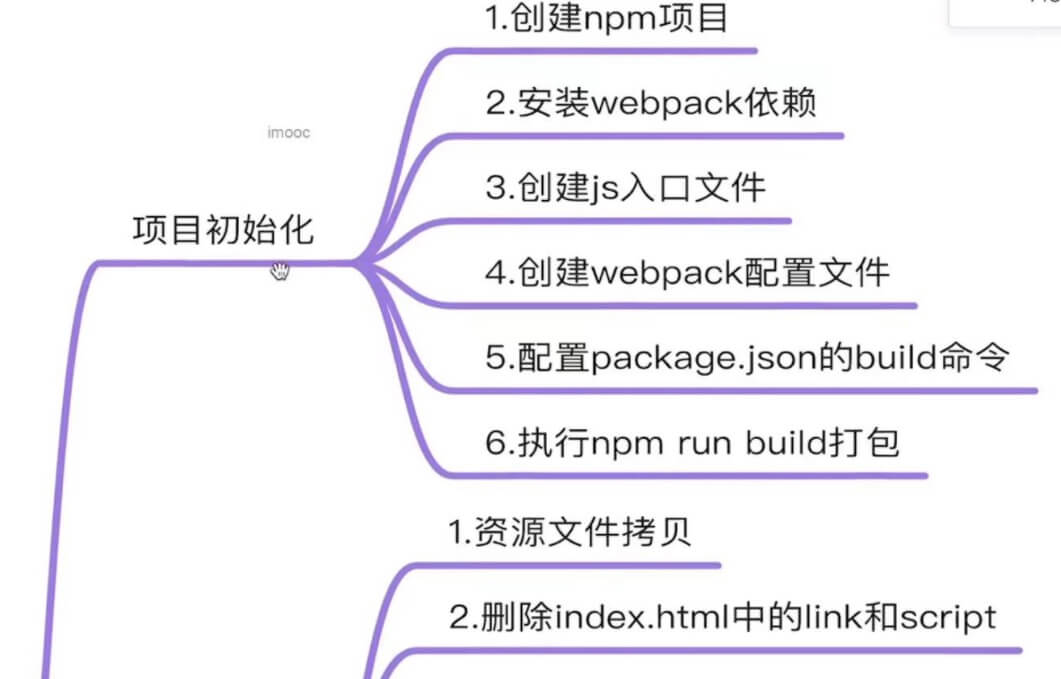 1.创建npm项目
2.安装webpack依赖
imooc
3.创建js入口文件
项目初始化
4.创建webpack配置文件
5.配置package.json的build命令
6.执行npm run build打包
1.资源文件拷贝
2.删除index.html中的link和script